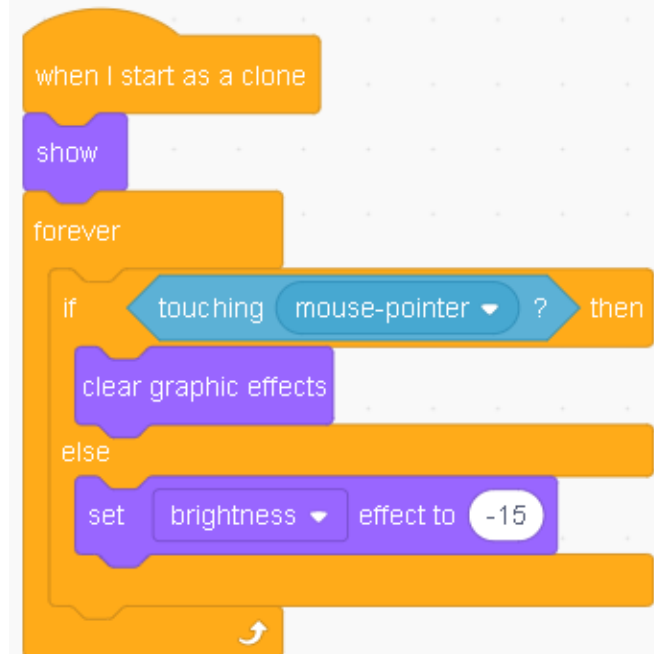 when I start as a clone
show
forever
if touching mouse-pointer ? then
clear graphic effects
else
set brightness effect to -15